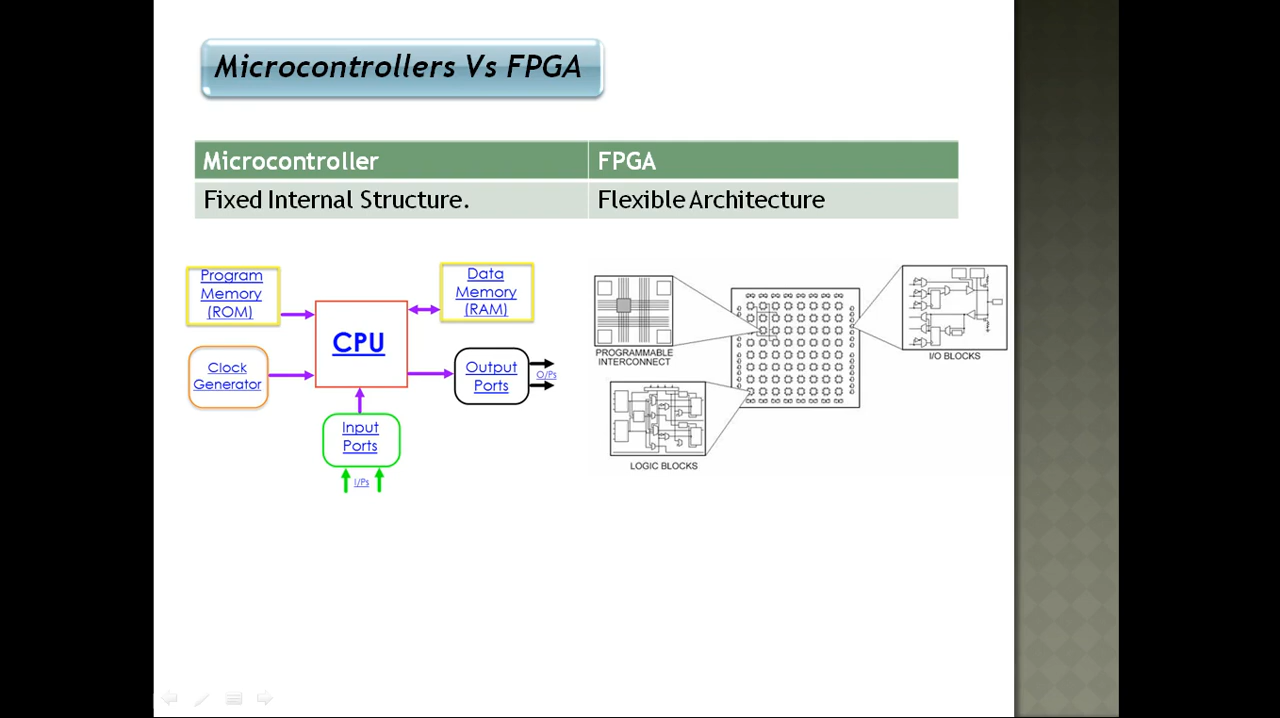 Microcontrollers Vs FPGA
Microcontroller
FPGA
Fixed Internal Structure.
Flexible Architecture
Program
Memory
(ROM)
Data
Memory
(RAM)
CPU
Clock
Generator
Output
Ports
O/Ps
Input
Ports
I/Ps
PROGRAMMABLE
INTERCONNECT
I/O BLOCKS
LOGIC BLOCKS